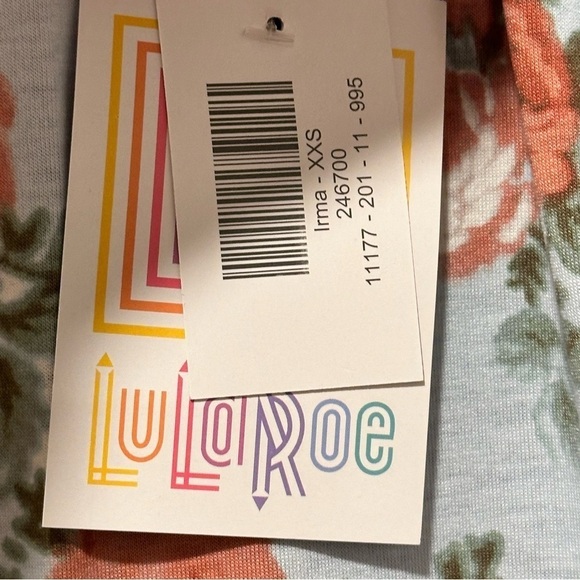 Irma - XXS
246700
11177 - 201 - 11 - 995
LuLaRoe